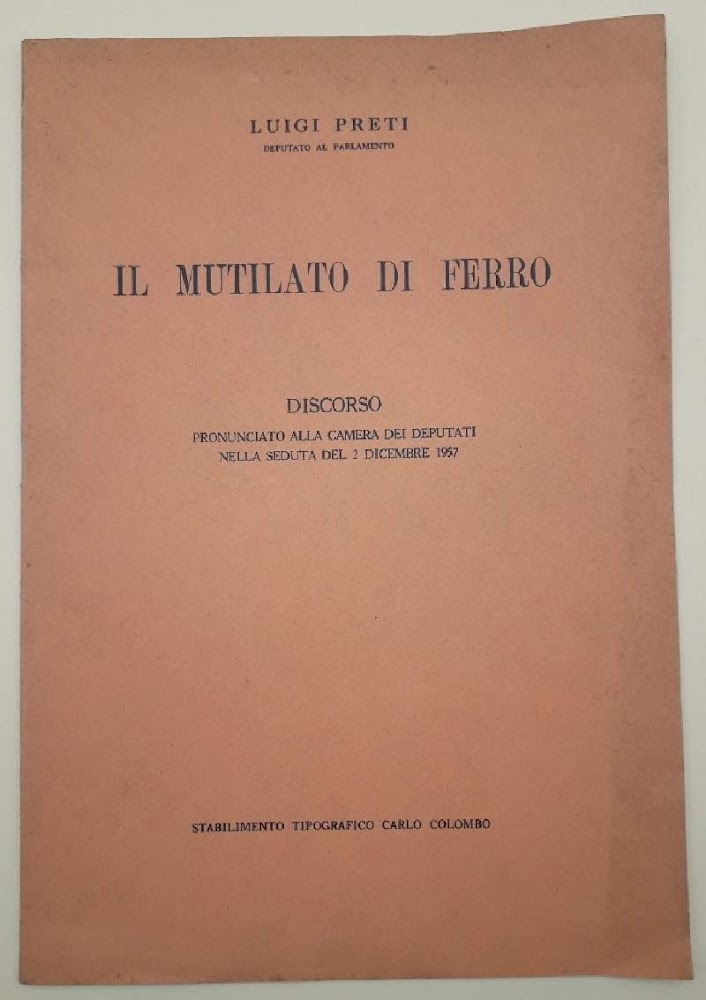 LUIGI PRETI
DEPUTATO AL PARLAMENTO
IL MUTILATO DI FERRO
DISCORSO
PRONUNCIATO ALLA CAMERA DEI DEPUTATI
NELLA SEDUTA DEL 2 DICEMBRE 1957
STABILIMENTO TIPOGRAFICO CARLO COLOMBO